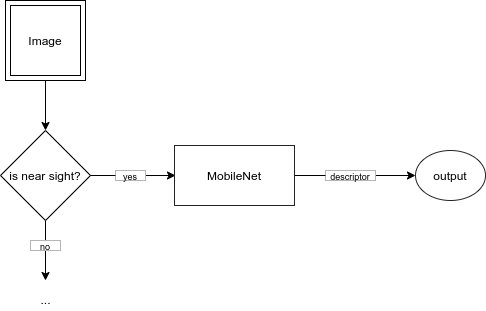 Image
is near sight?
yes
MobileNet
descriptor
output
no
...